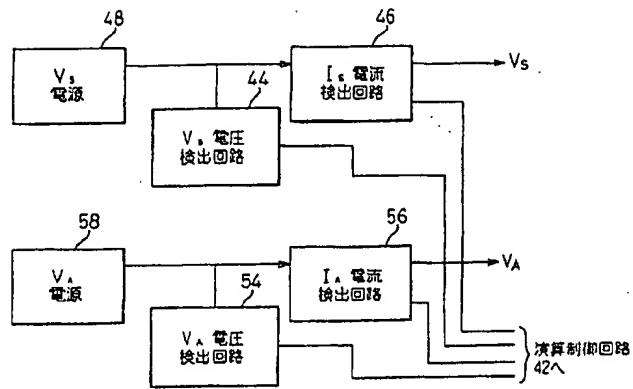 48
VS
電源
46
IS 電流
検出回路
VS
44
VS 電圧
検出回路
58
VA
電源
56
IA 電流
検出回路
VA
54
VA 電圧
検出回路
演算制御回路
42へ